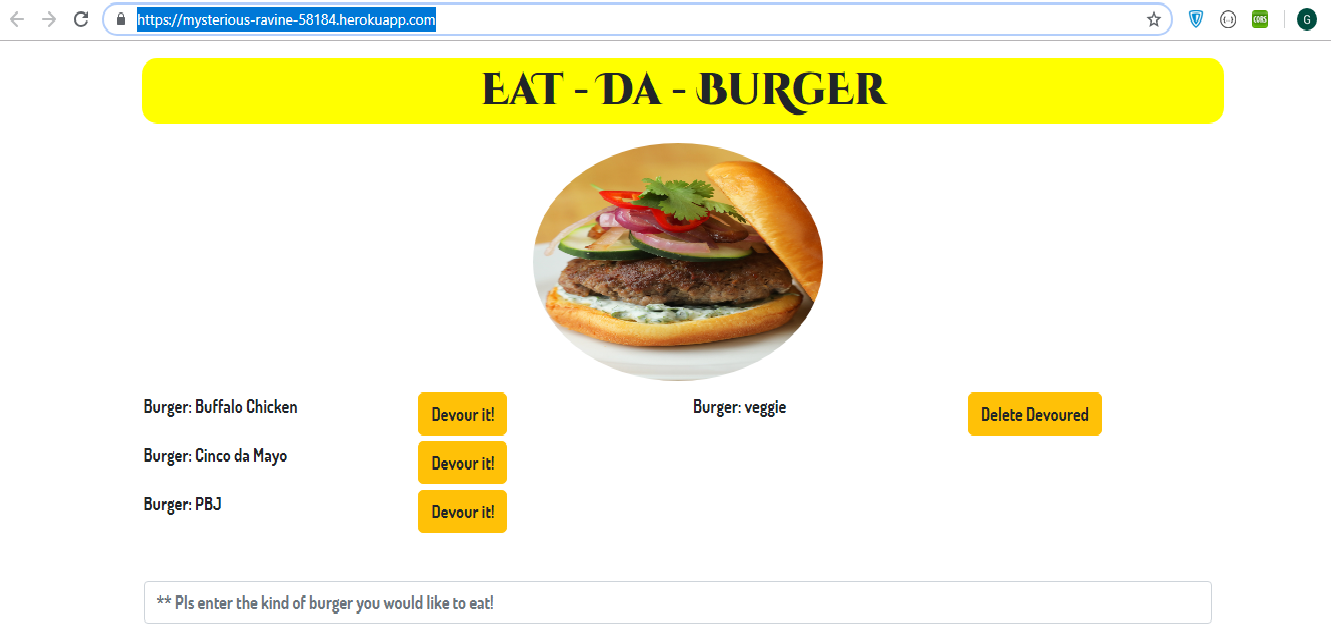 https://mysterious-ravine-58184.herokuapp.com
CORS
G
Eat - Da - Burger
Burger: Buffalo Chicken Devour it! Burger: veggie Delete Devoured
Burger: Cinco da Mayo Devour it!
Burger: PBJ Devour it!
** Pls enter the kind of burger you would like to eat!